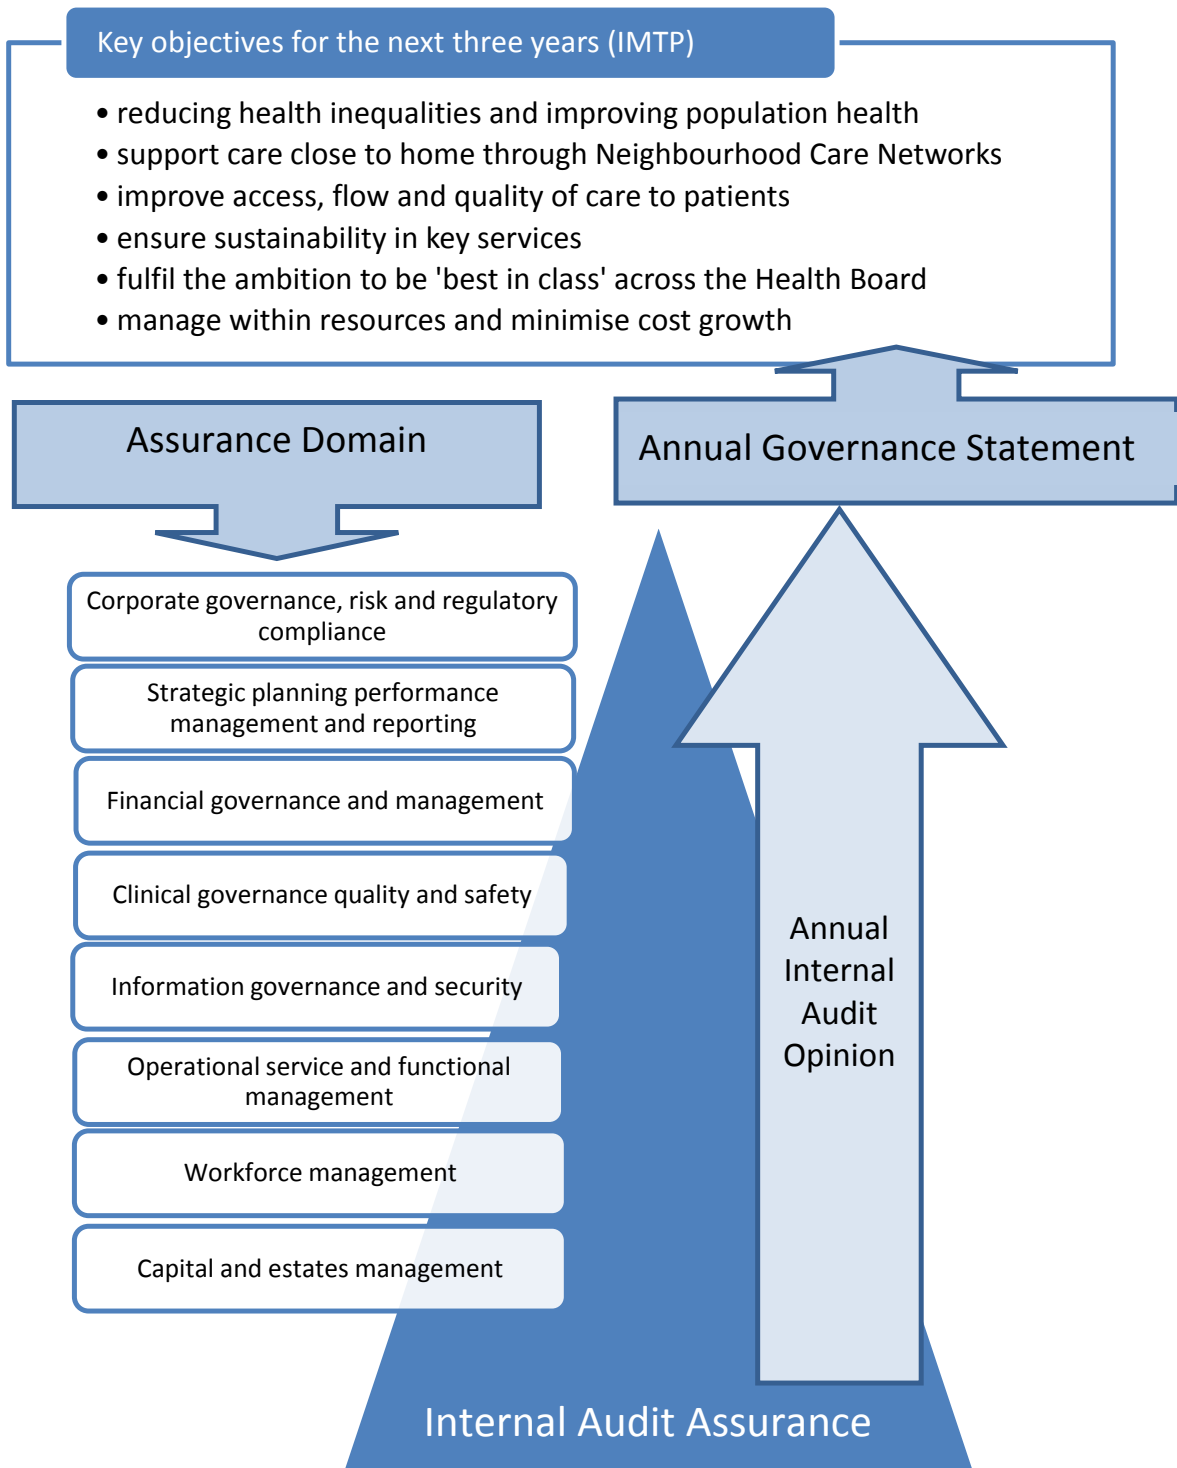 Key objectives for the next three years (IMTP)
• reducing health inequalities and improving population health
• support care close to home through Neighbourhood Care Networks
• improve access, flow and quality of care to patients
• ensure sustainability in key services
• fulfil the ambition to be 'best in class' across the Health Board
• manage within resources and minimise cost growth
Assurance Domain
Annual Governance Statement
Corporate governance, risk and regulatory
compliance
Strategic planning performance
management and reporting
Financial governance and management
Clinical governance quality and safety
Information governance and security
Operational service and functional
management
Workforce management
Capital and estates management
Annual
Internal
Audit
Opinion
Internal Audit Assurance